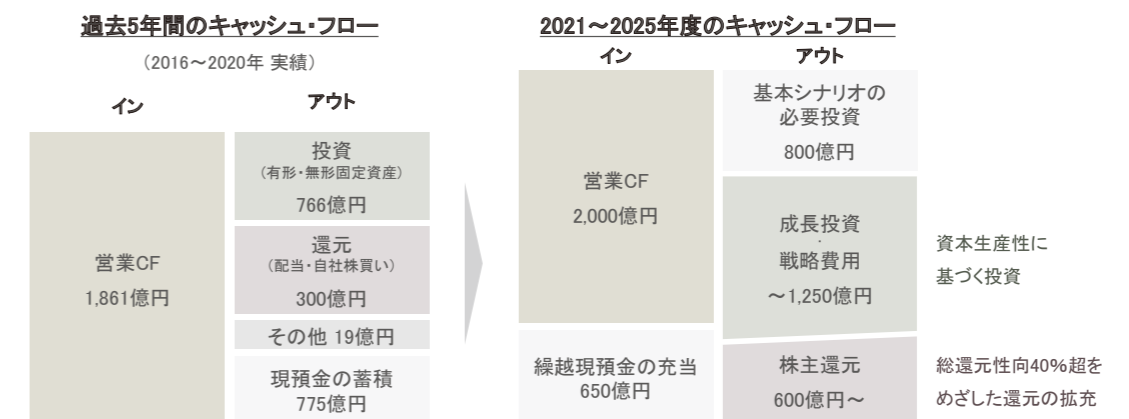 過去5年間のキャッシュ・フロー
（2016～2020年 実績）
イン
アウト
営業CF
1,861億円
投資
（有形・無形固定資産）
766億円
還元
（配当・自社株買い）
300億円
その他 19億円
現預金の蓄積
775億円
2021～2025年度のキャッシュ・フロー
イン
アウト
営業CF
2,000億円
繰越現預金の充当
650億円
基本シナリオの
必要投資
800億円
成長投資
・
戦略費用
～1,250億円
株主還元
600億円～
資本生産性に
基づく投資
総還元性向40%超を
めざした還元の拡充